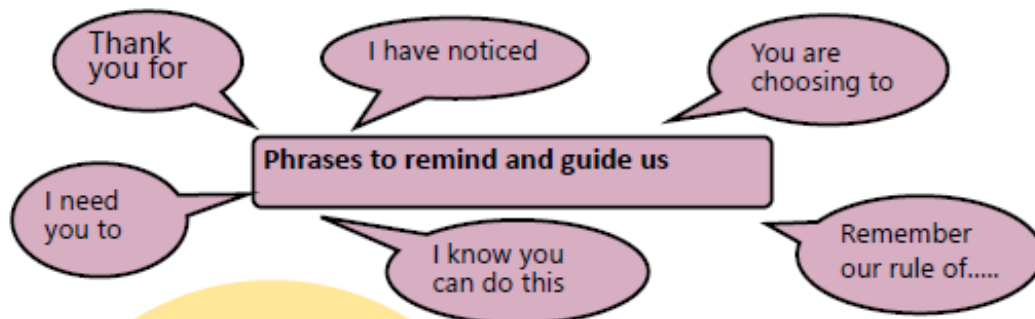 Thank
you for
I have noticed
You are
choosing to
Phrases to remind and guide us
I need
you to
I know you
can do this
Remember
our rule of.....